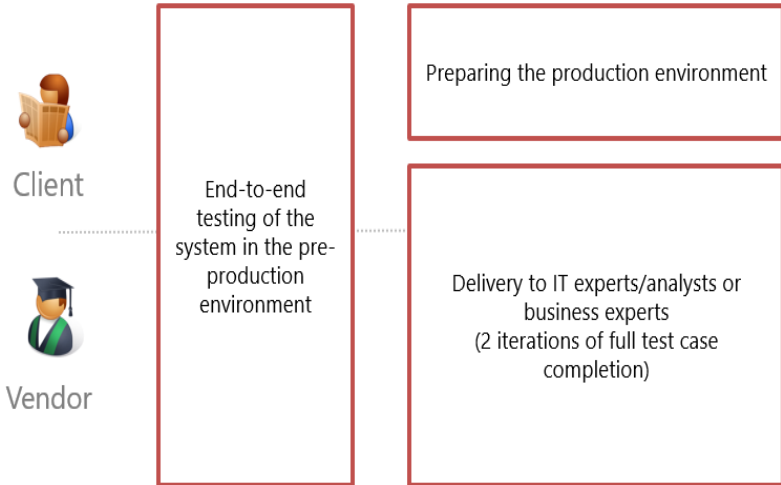 Client
Vendor
End-to-end
testing of the
system in the pre-
production
environment
Preparing the production environment
Delivery to IT experts/analysts or
business experts
(2 iterations of full test case
completion)